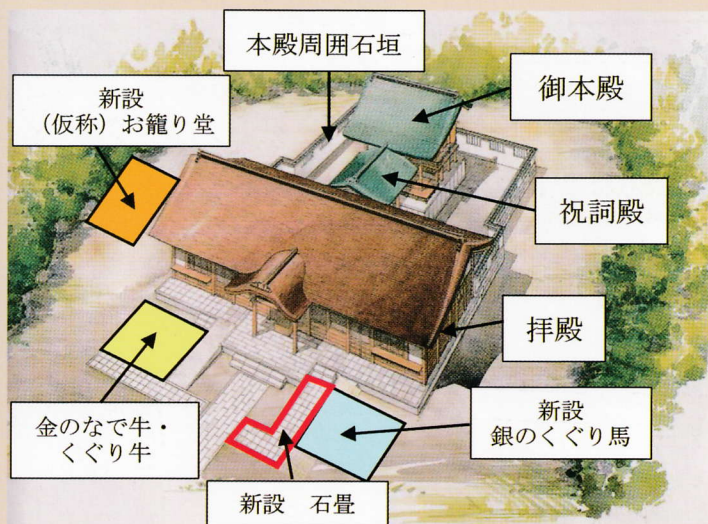 本殿周囲石垣
御本殿
新設
（仮称）お籠り堂
祝詞殿
拝殿
金のなで牛・
くぐり牛
新設
銀のくぐり馬
新設　石畳